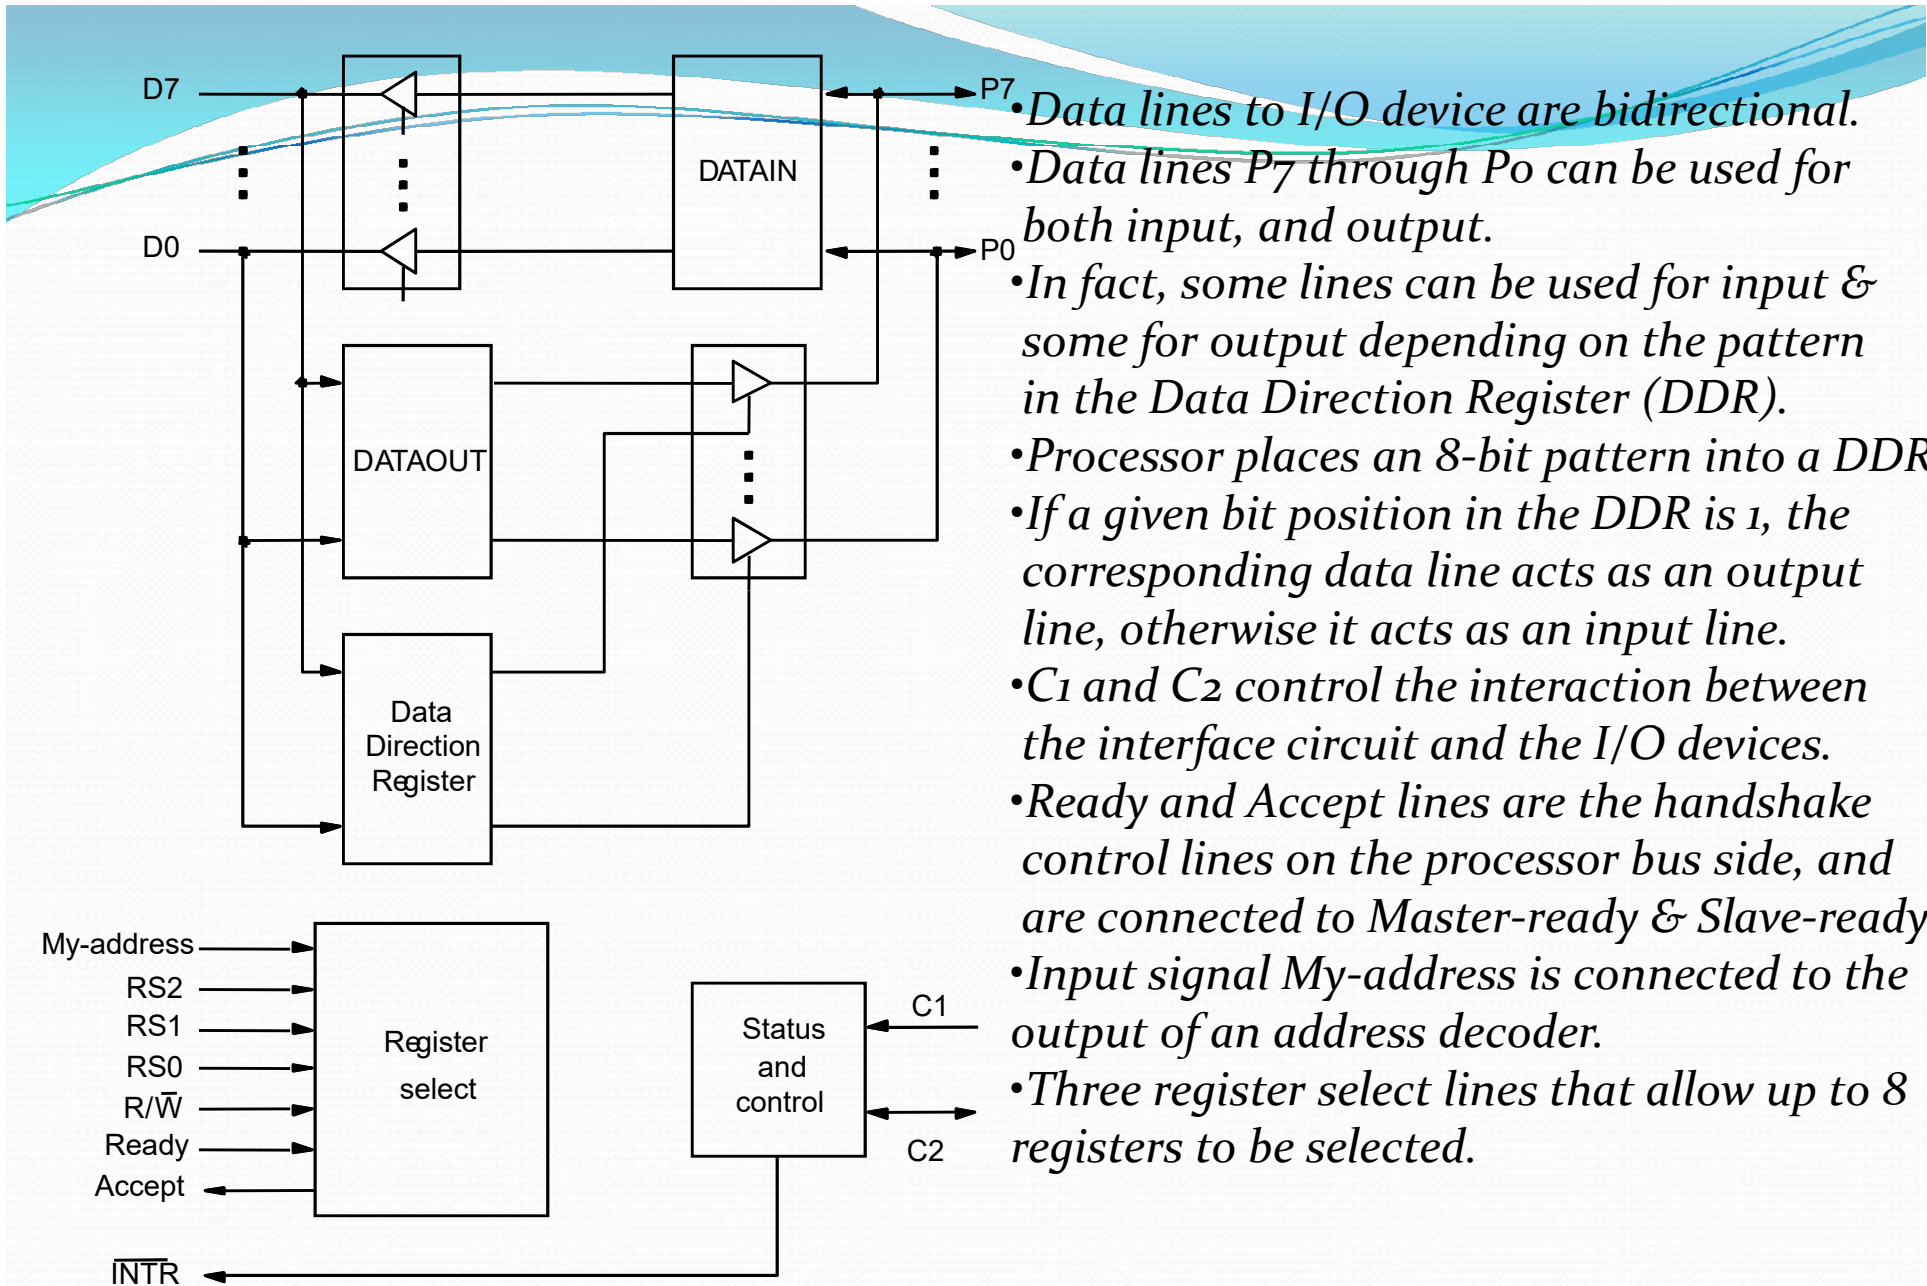 D7
D0
DATAIN
P7
P0
DATAOUT
Data
Direction
Register
My-address
RS2
RS1
RS0
R/W̅
Ready
Accept
I̅N̅T̅R̅
Register
select
Status
and
control
C1
C2
•Data lines to I/O device are bidirectional.
•Data lines P7 through P0 can be used for
both input, and output.
•In fact, some lines can be used for input &
some for output depending on the pattern
in the Data Direction Register (DDR).
•Processor places an 8-bit pattern into a DDR
•If a given bit position in the DDR is 1, the
corresponding data line acts as an output
line, otherwise it acts as an input line.
•C1 and C2 control the interaction between
the interface circuit and the I/O devices.
•Ready and Accept lines are the handshake
control lines on the processor bus side, and
are connected to Master-ready & Slave-ready
•Input signal My-address is connected to the
output of an address decoder.
•Three register select lines that allow up to 8
registers to be selected.